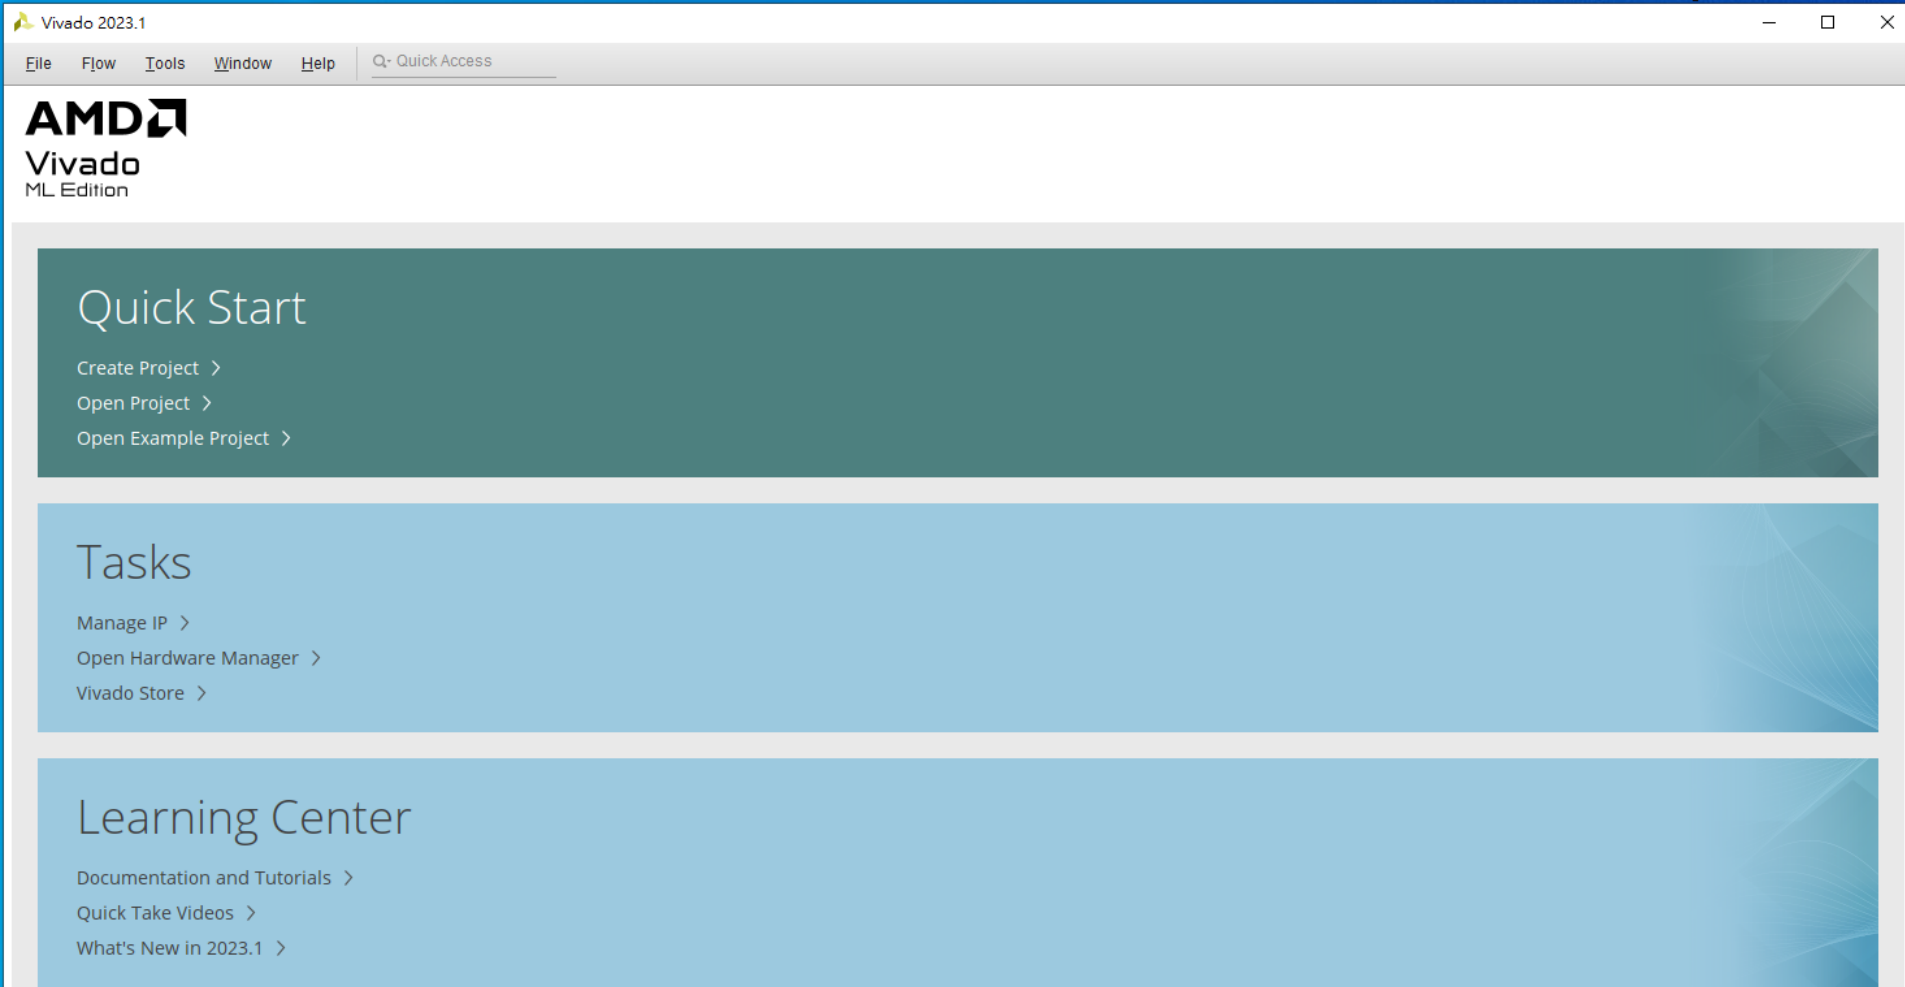 Vivado 2023.1
File Flow Tools Window Help Quick Access
AMD
Vivado
ML Edition
Quick Start
Create Project
Open Project
Open Example Project
Tasks
Manage IP
Open Hardware Manager
Vivado Store
Learning Center
Documentation and Tutorials
Quick Take Videos
What's New in 2023.1